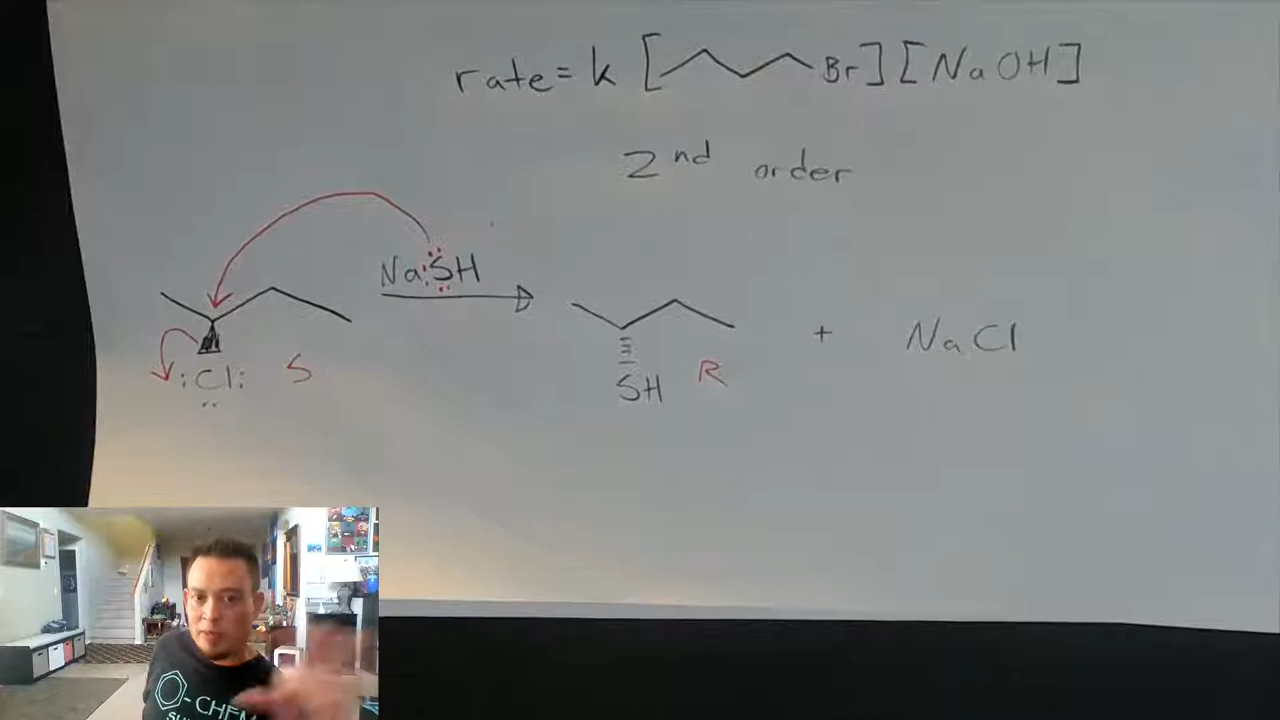 rate = k [ Br] [NaOH]
2nd order
NaSH
:Cl: S
SH R
+ NaCl
-CHEM